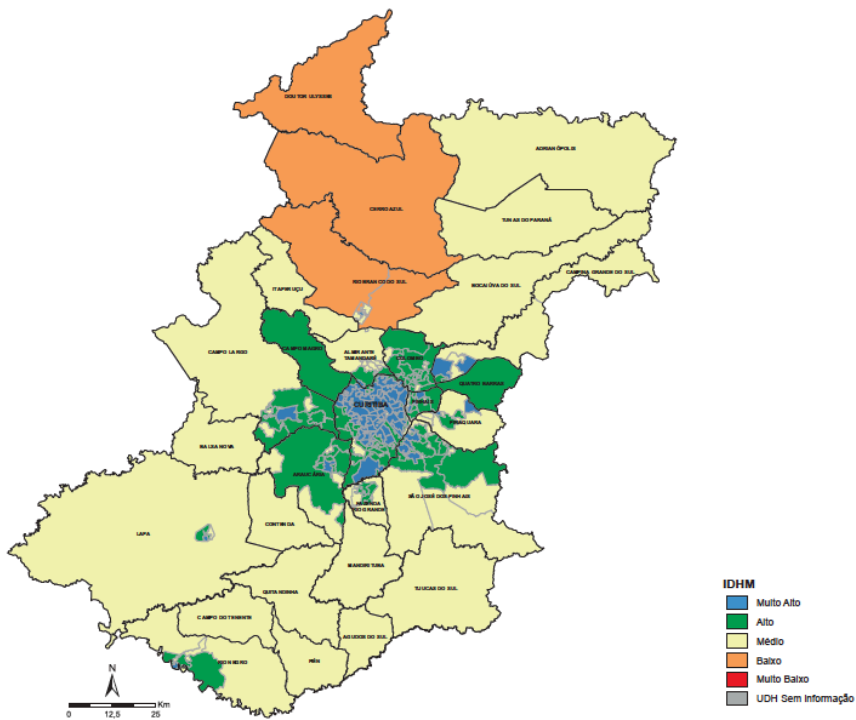 DOUTOR ULYSSES
ADRIANÓPOLIS
CERRO AZUL
TUNAS DO PARANÁ
RIO BRANCO DO SUL
CAMPINA GRANDE DO SUL
BOCAIÚVA DO SUL
ITAPERUÇU
CAMPO LARGO
CAMPO MAGRO
ALMIRANTE
TAMANDARÉ
COLOMBO
QUATRO BARRAS
PINHAIS
CURITIBA
PIRAQUARA
BALSA NOVA
ARAUCÁRIA
SÃO JOSÉ DOS PINHAIS
FAZENDA
RIO GRANDE
CONTENDA
LAPA
MANDIRITUBA
TIJUCAS DO SUL
QUITANDINHA
CAMPO DO TENENTE
AGUDOS DO SUL
PIÊN
RIO NEGRO
N
0 12,5 25 Km
IDHM
Muito Alto
Alto
Médio
Baixo
Muito Baixo
UDH Sem Informação